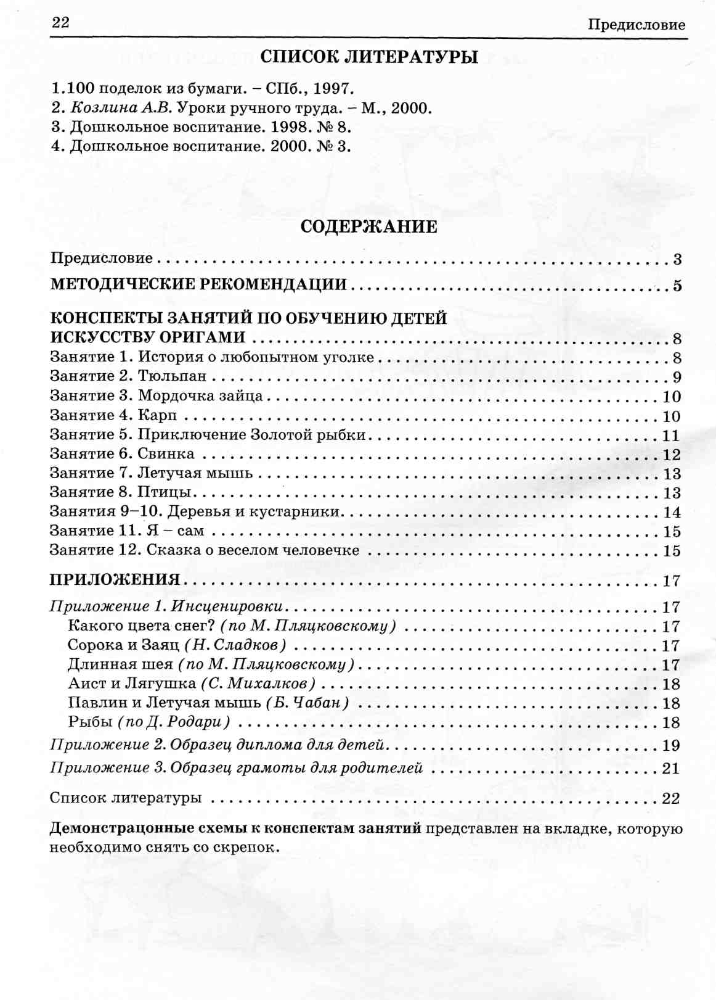 22
Предисловие
СПИСОК ЛИТЕРАТУРЫ
1.100 поделок из бумаги. – СПб., 1997.
2. Козлина А.В. Уроки ручного труда. – М., 2000.
3. Дошкольное воспитание. 1998. № 8.
4. Дошкольное воспитание. 2000. № 3.
СОДЕРЖАНИЕ
Предисловие . . . . . . . . . . 3
МЕТОДИЧЕСКИЕ РЕКОМЕНДАЦИИ . . . . . . . . . . 5
КОНСПЕКТЫ ЗАНЯТИЙ ПО ОБУЧЕНИЮ ДЕТЕЙ
ИСКУССТВУ ОРИГАМИ . . . . . . . . . . 8
Занятие 1. История о любопытном уголке . . . . . . . . . . 8
Занятие 2. Тюльпан . . . . . . . . . . 9
Занятие 3. Мордочка зайца . . . . . . . . . . 10
Занятие 4. Карп . . . . . . . . . . 10
Занятие 5. Приключение Золотой рыбки . . . . . . . . . . 11
Занятие 6. Свинка . . . . . . . . . . 12
Занятие 7. Летучая мышь . . . . . . . . . . 13
Занятие 8. Птицы . . . . . . . . . . 13
Занятия 9–10. Деревья и кустарники . . . . . . . . . . 14
Занятие 11. Я – сам . . . . . . . . . . 15
Занятие 12. Сказка о веселом человечке . . . . . . . . . . 15
ПРИЛОЖЕНИЯ . . . . . . . . . . 17
Приложение 1. Инсценировки . . . . . . . . . . 17
Какого цвета снег? (по М. Пляцковскому) . . . . . . . . . . 17
Сорока и Заяц (Н. Сладков) . . . . . . . . . . 17
Длинная шея (по М. Пляцковскому) . . . . . . . . . . 17
Аист и Лягушка (С. Михалков) . . . . . . . . . . 18
Павлин и Летучая мышь (Б. Чабан) . . . . . . . . . . 18
Рыбы (по Д. Родари) . . . . . . . . . . 18
Приложение 2. Образец диплома для детей . . . . . . . . . . 19
Приложение 3. Образец грамоты для родителей . . . . . . . . . . 21
Список литературы . . . . . . . . . . 22
Демонстрацонные схемы к конспектам занятий представлен на вкладке, которую
необходимо снять со скрепок.